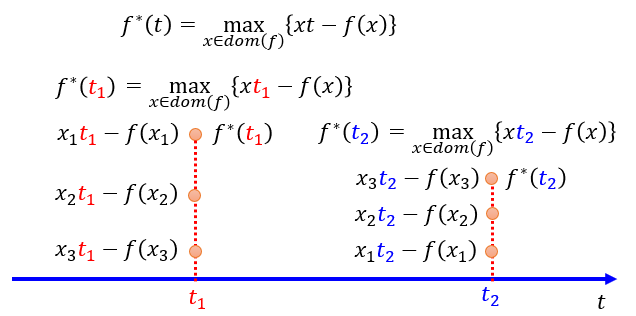 f*(t) = max_{x∈dom(f)} {xt − f(x)}
f*(t₁) = max_{x∈dom(f)} {xt₁ − f(x)}
x₁t₁ − f(x₁) f*(t₁)
x₂t₁ − f(x₂)
x₃t₁ − f(x₃)
f*(t₂) = max_{x∈dom(f)} {xt₂ − f(x)}
x₃t₂ − f(x₃) f*(t₂)
x₂t₂ − f(x₂)
x₁t₂ − f(x₁)
t₁ t₂ t